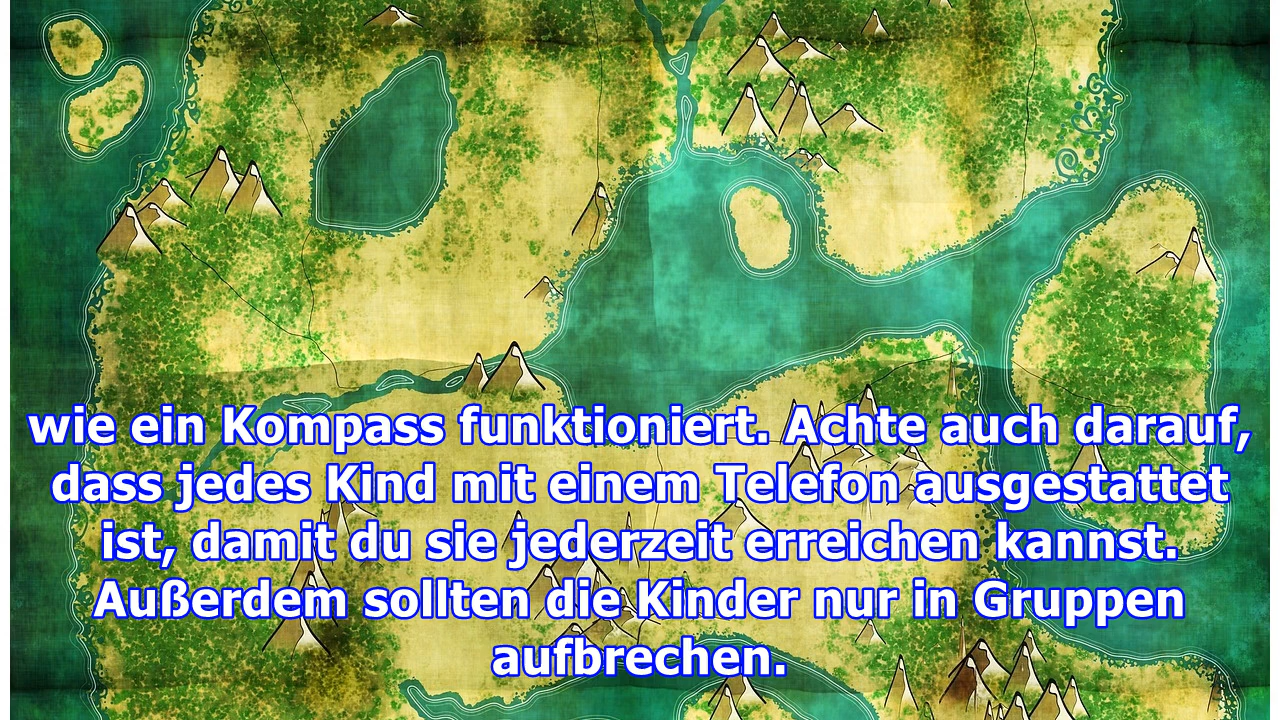 wie ein Kompass funktioniert. Achte auch darauf,
dass jedes Kind mit einem Telefon ausgestattet
ist, damit du sie jederzeit erreichen kannst.
Außerdem sollten die Kinder nur in Gruppen
aufbrechen.